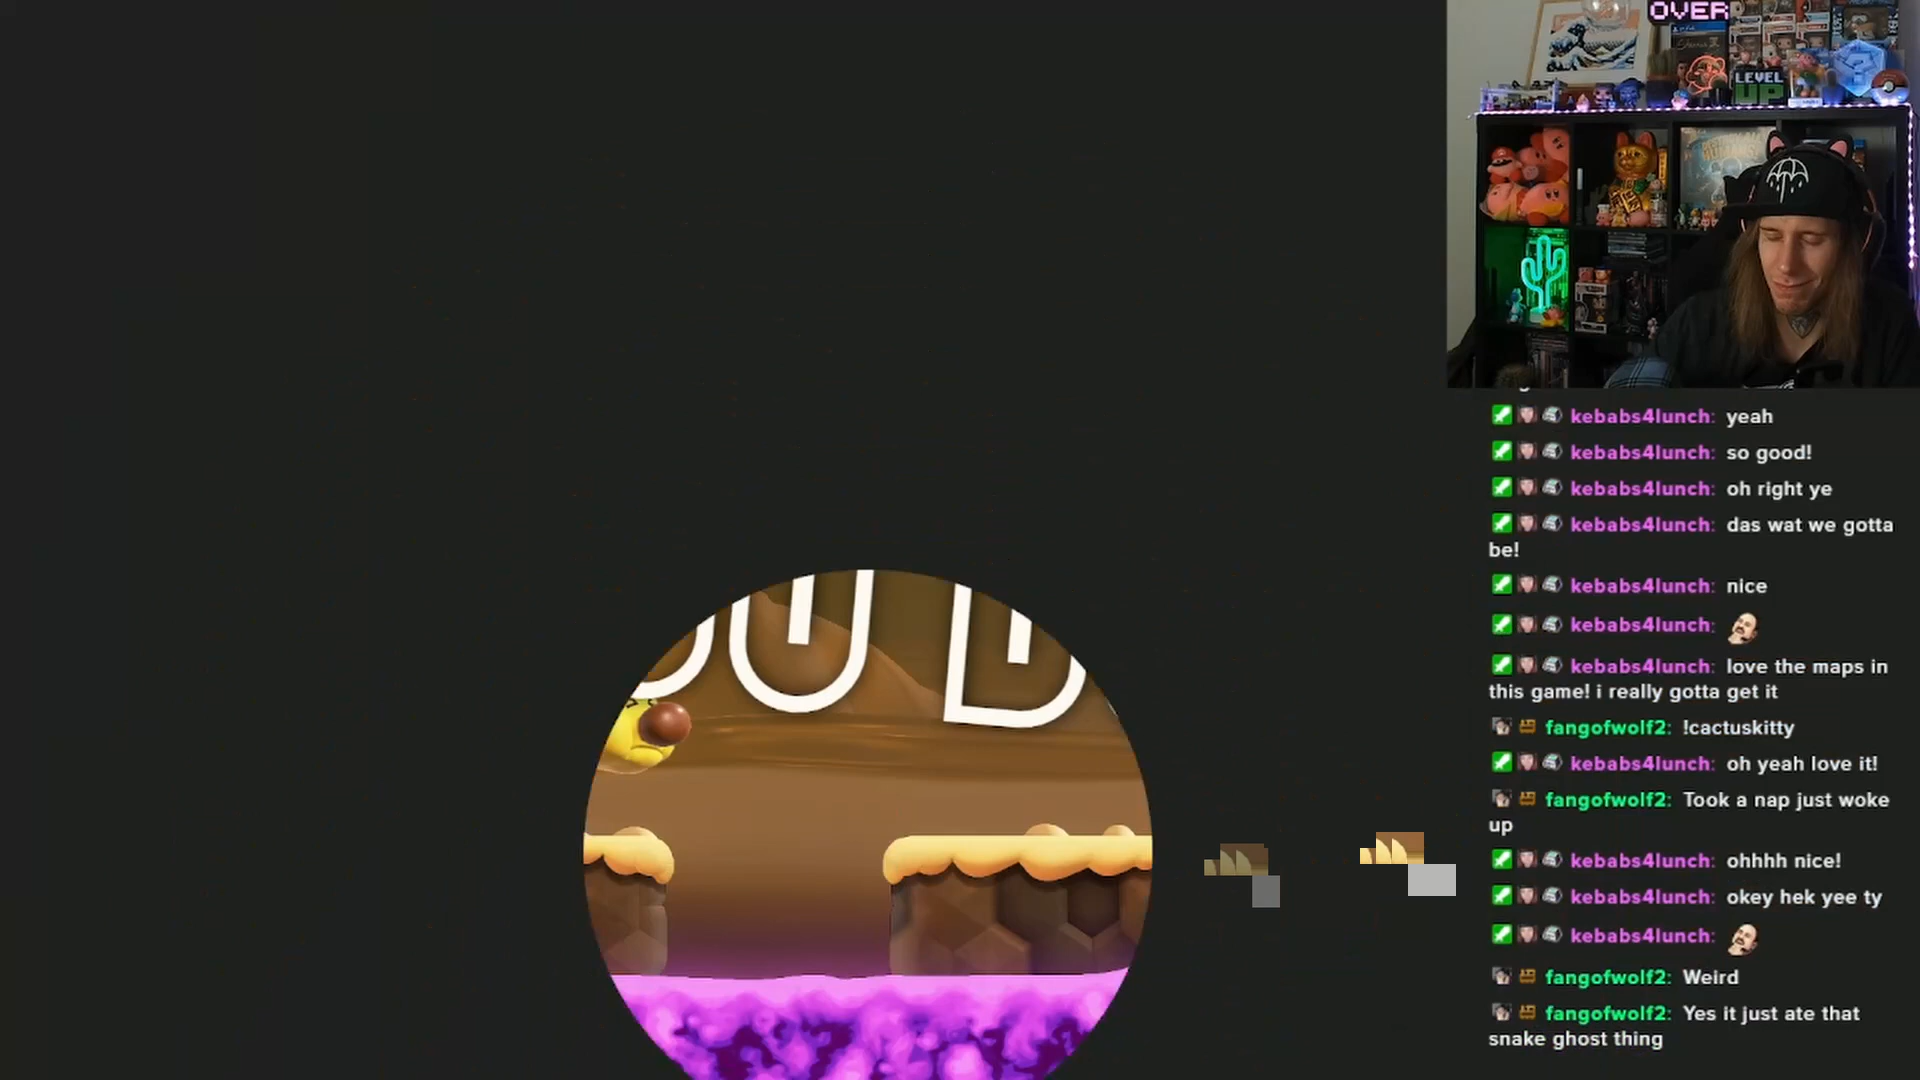 OVER
LEVEL
UP
kebabs4lunch: yeah
kebabs4lunch: so good!
kebabs4lunch: oh right ye
kebabs4lunch: das wat we gotta
be!
kebabs4lunch: nice
kebabs4lunch:
kebabs4lunch: love the maps in
this game! i really gotta get it
fangofwolf2: !cactuskitty
kebabs4lunch: oh yeah love it!
fangofwolf2: Took a nap just woke
up
kebabs4lunch: ohhhh nice!
kebabs4lunch: okey hek yee ty
kebabs4lunch:
fangofwolf2: Weird
fangofwolf2: Yes it just ate that
snake ghost thing